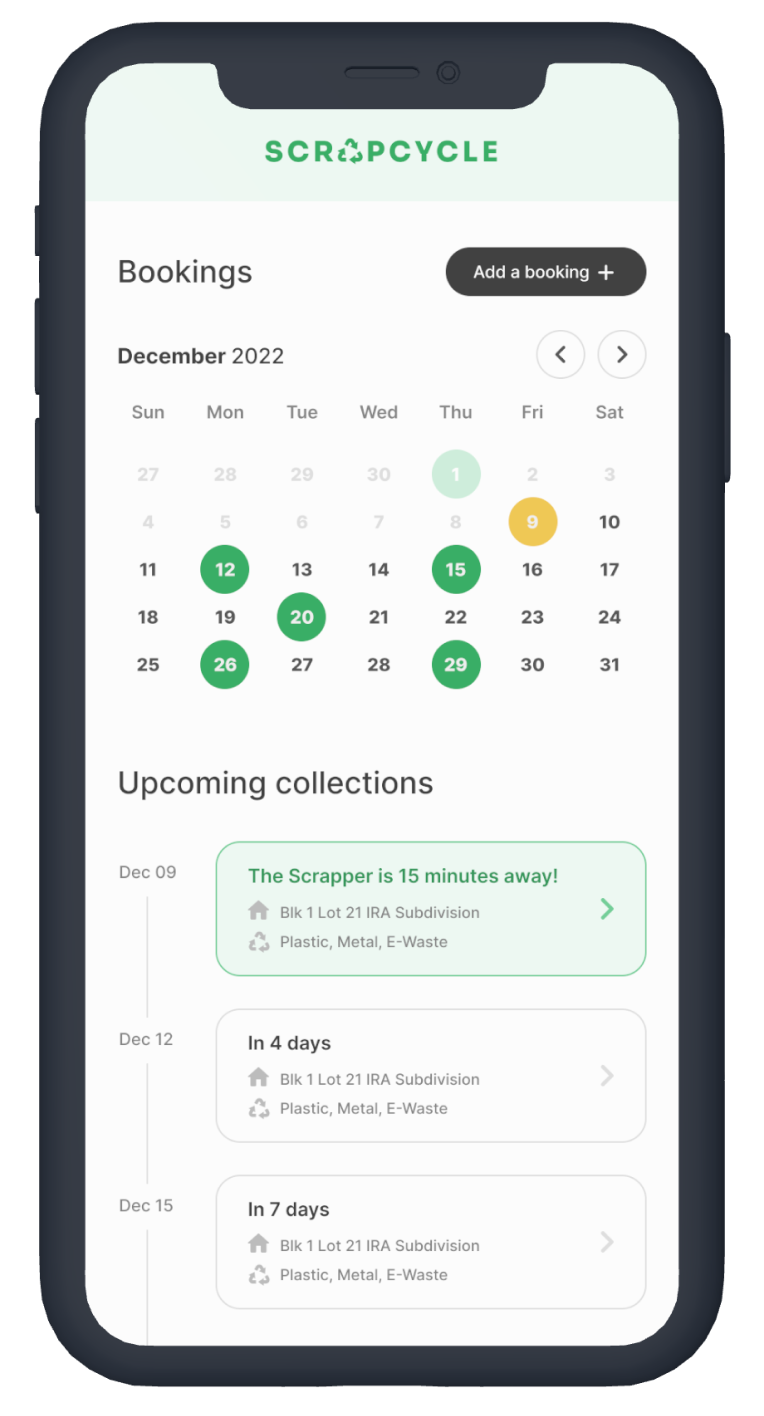 SCRAPCYCLE
Bookings
Add a booking +
December 2022
Sun Mon Tue Wed Thu Fri Sat
27 28 29 30 1 2 3
4 5 6 7 8 9 10
11 12 13 14 15 16 17
18 19 20 21 22 23 24
25 26 27 28 29 30 31
Upcoming collections
Dec 09
The Scrapper is 15 minutes away!
Blk 1 Lot 21 IRA Subdivision
Plastic, Metal, E-Waste
Dec 12
In 4 days
Blk 1 Lot 21 IRA Subdivision
Plastic, Metal, E-Waste
Dec 15
In 7 days
Blk 1 Lot 21 IRA Subdivision
Plastic, Metal, E-Waste